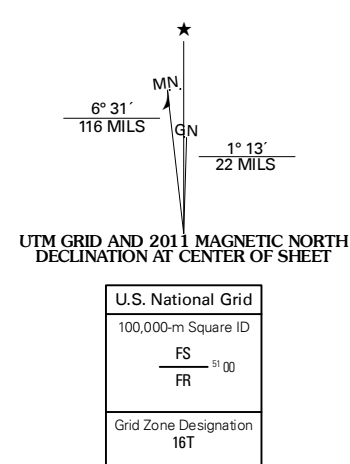 ★
MN.
6° 31´
116 MILS
GN
1° 13´
22 MILS
UTM GRID AND 2011 MAGNETIC NORTH
DECLINATION AT CENTER OF SHEET
U.S. National Grid
100,000-m Square ID
FS
51 00
FR
Grid Zone Designation
16T